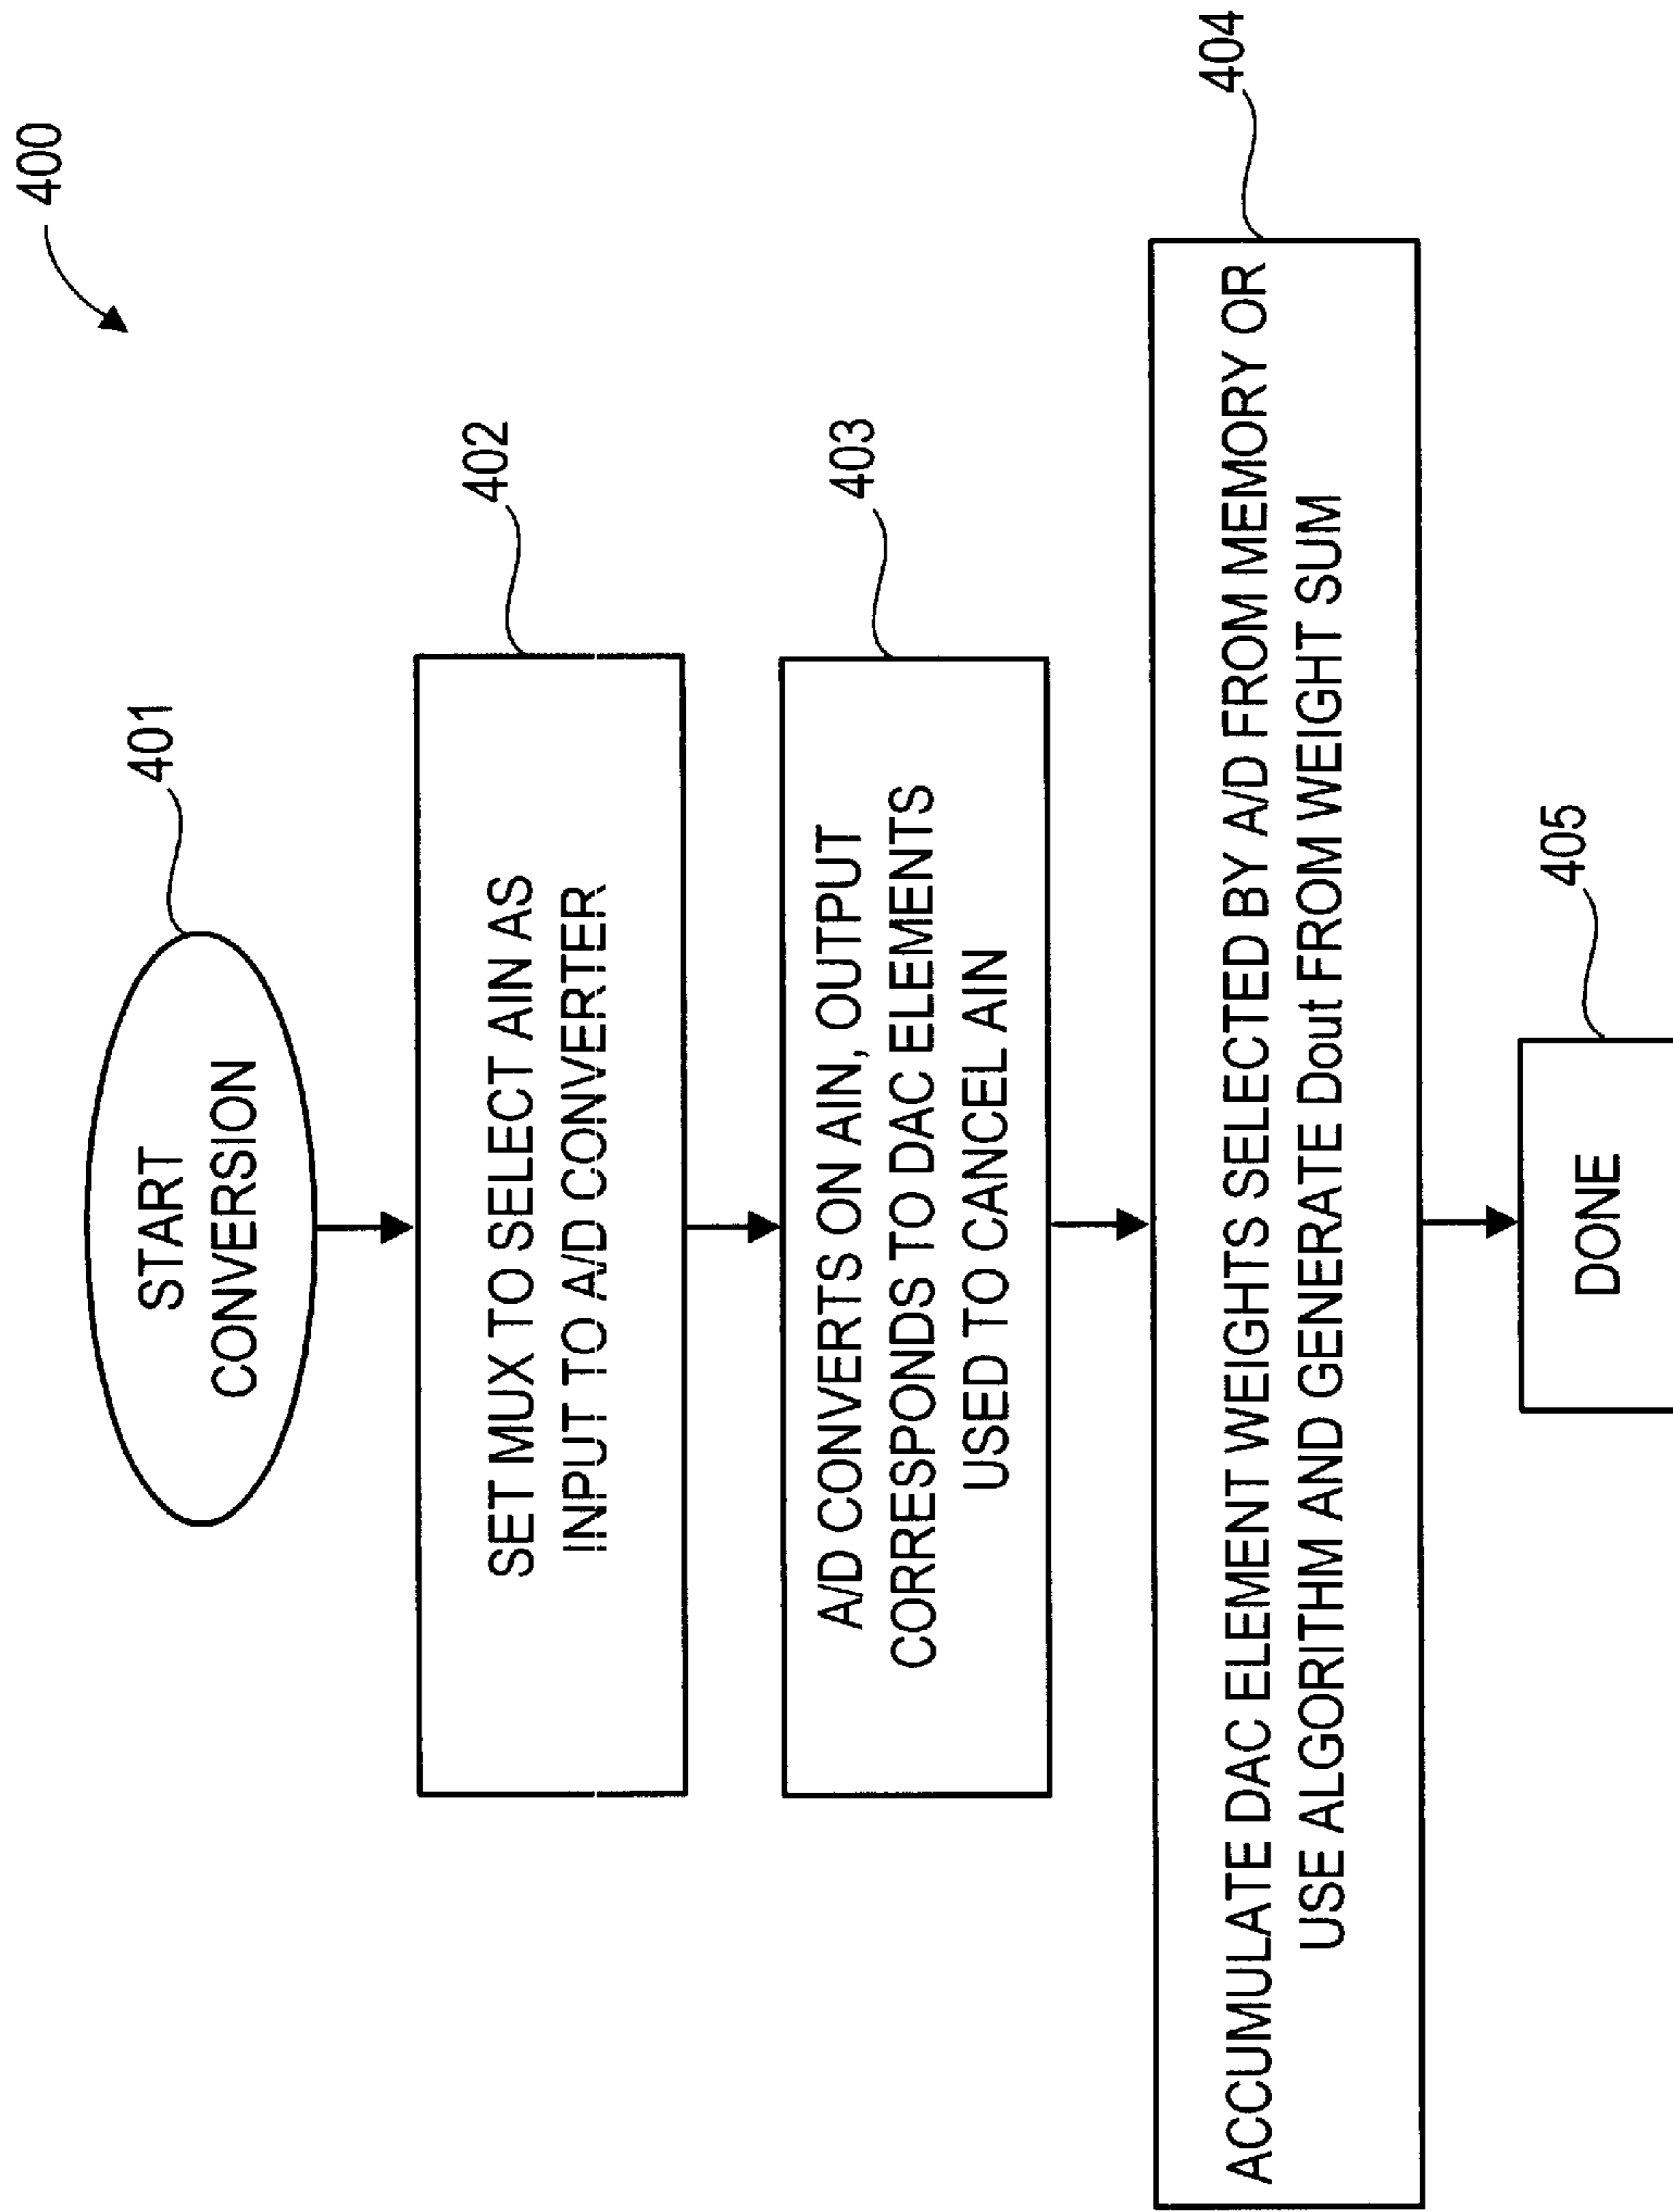 400
401
START
CONVERSION
402
SET MUX TO SELECT AIN AS
INPUT TO A/D CONVERTER
403
A/D CONVERTS ON AIN, OUTPUT
CORRESPONDS TO DAC ELEMENTS
USED TO CANCEL AIN
404
ACCUMULATE DAC ELEMENT WEIGHTS SELECTED BY A/D FROM MEMORY OR
USE ALGORITHM AND GENERATE Dout FROM WEIGHT SUM
405
DONE